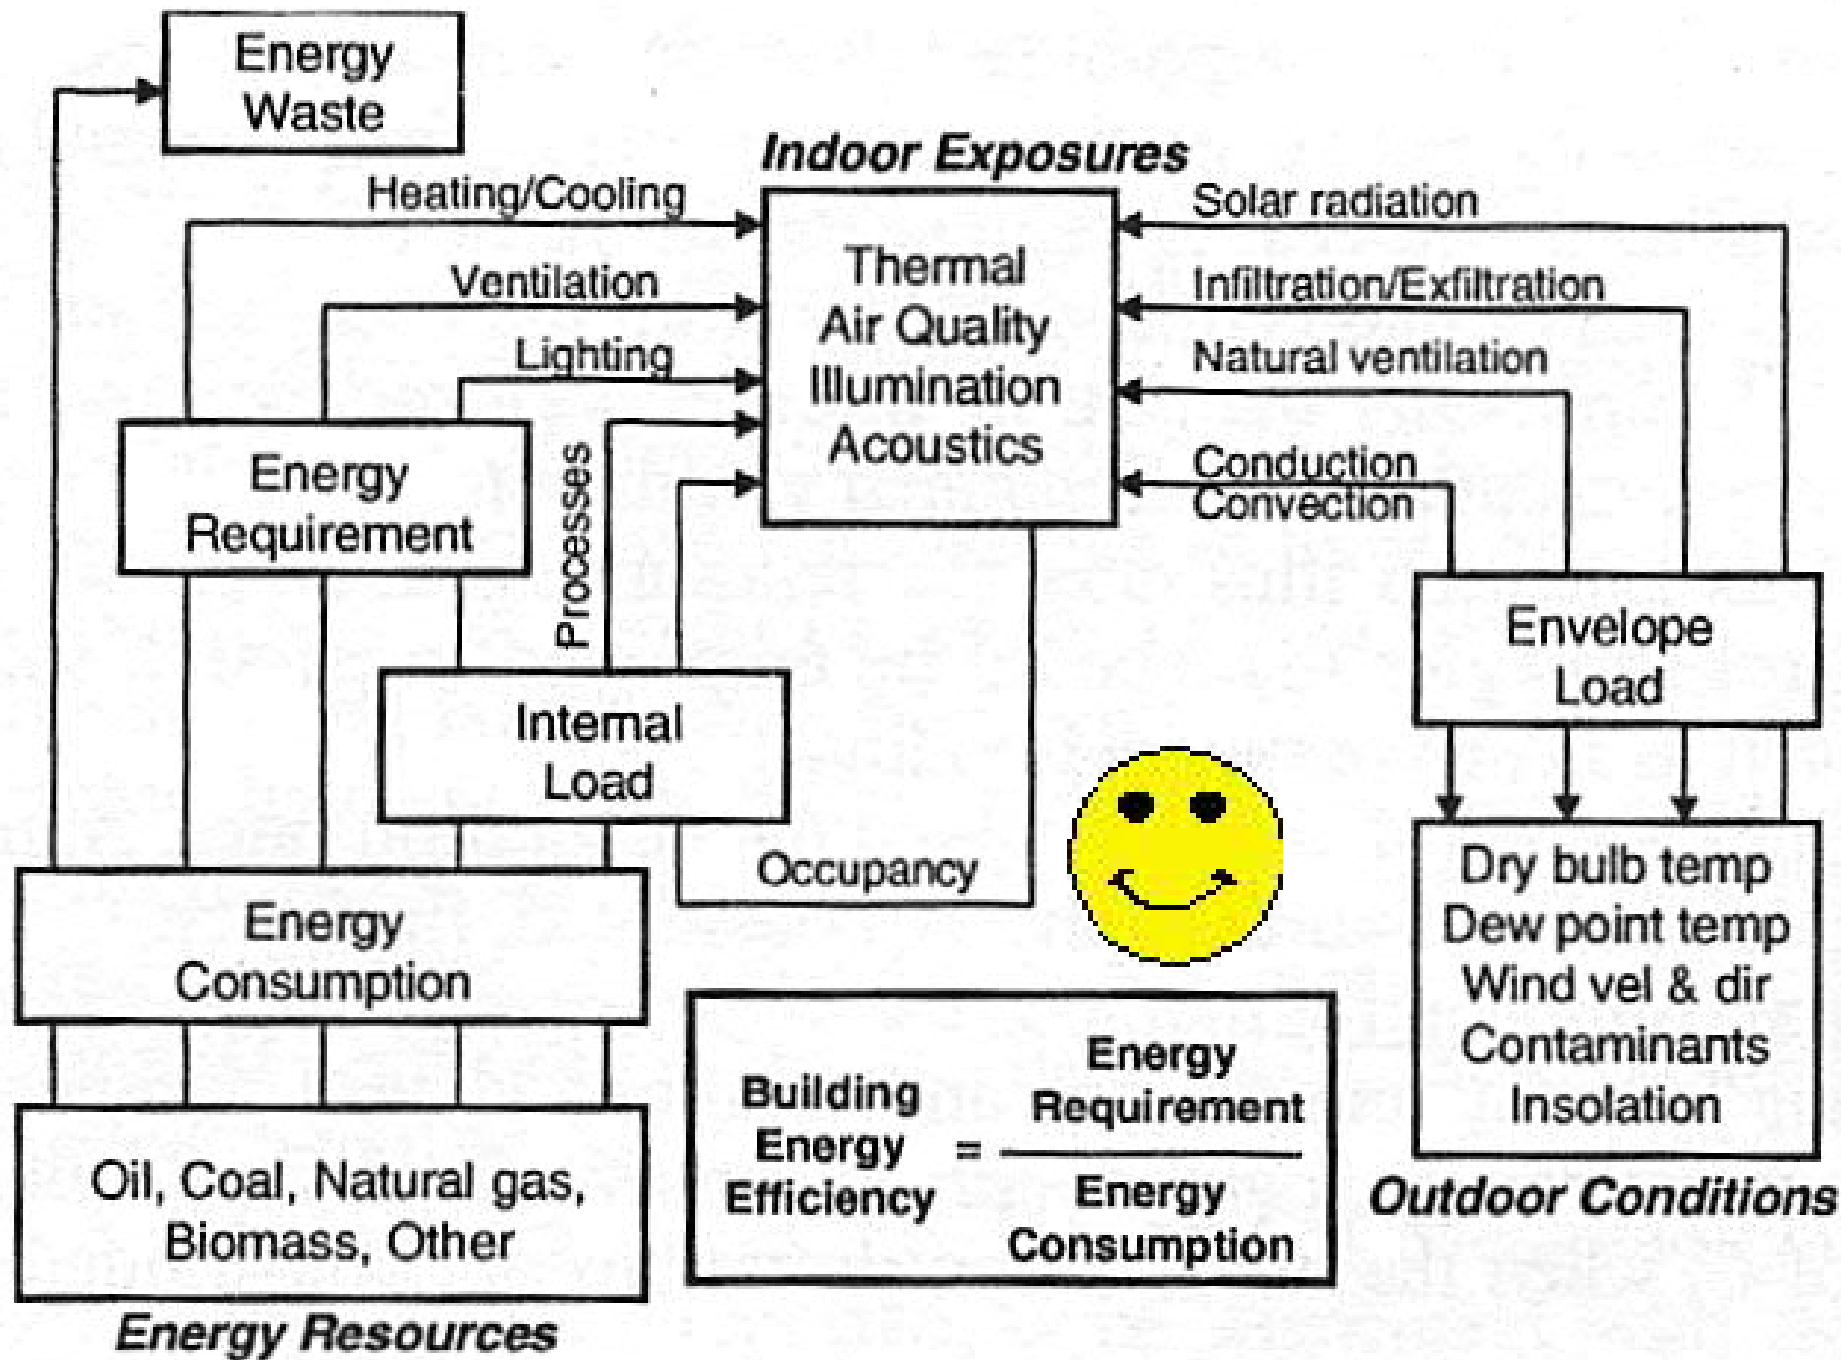 Energy
Waste
Indoor Exposures
Heating/Cooling
Ventilation
Lighting
Processes
Thermal
Air Quality
Illumination
Acoustics
Solar radiation
Infiltration/Exfiltration
Natural ventilation
Conduction
Convection
Energy
Requirement
Internal
Load
Envelope
Load
Occupancy
Energy
Consumption
Oil, Coal, Natural gas,
Biomass, Other
Energy Resources
Building
Energy
Efficiency
=
Energy
Requirement
Energy
Consumption
Dry bulb temp
Dew point temp
Wind vel & dir
Contaminants
Insolation
Outdoor Conditions